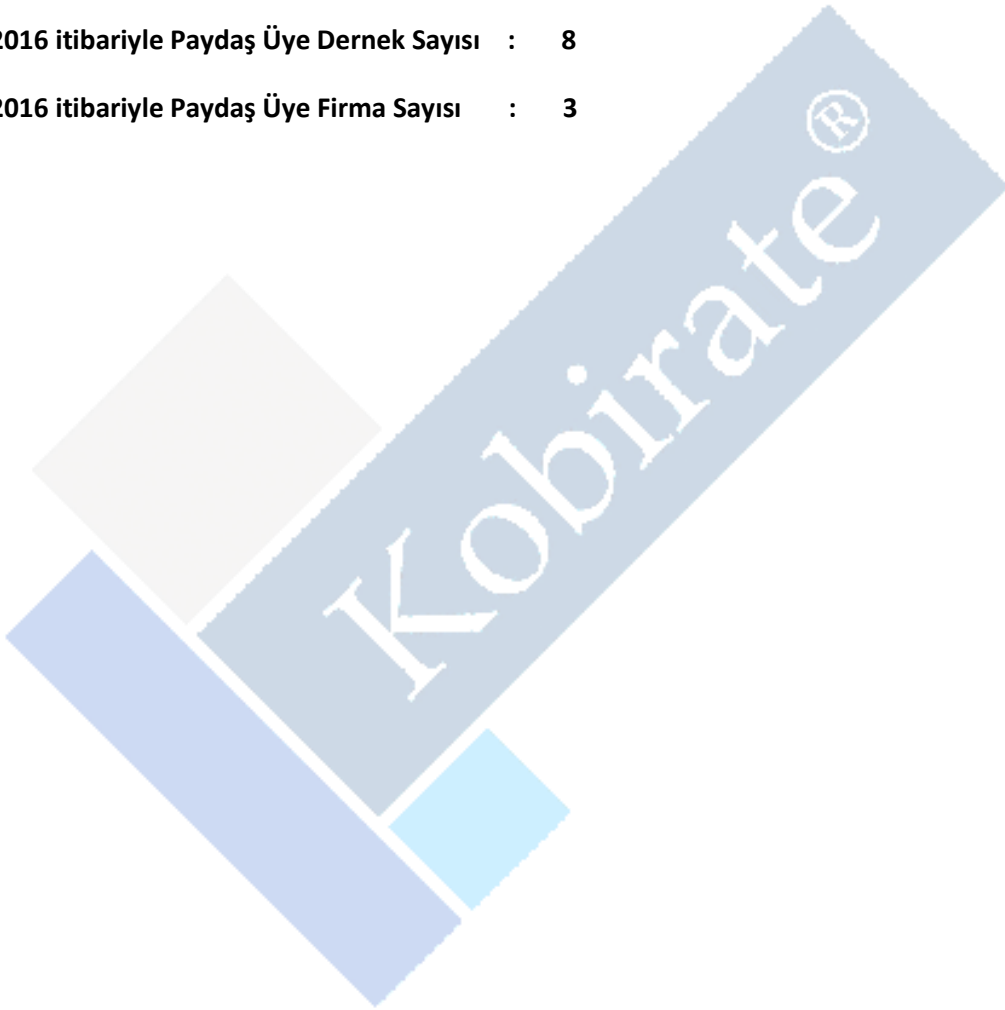 2016 itibariyle Paydaş Üye Dernek Sayısı : 8
2016 itibariyle Paydaş Üye Firma Sayısı : 3
Kobirate ®